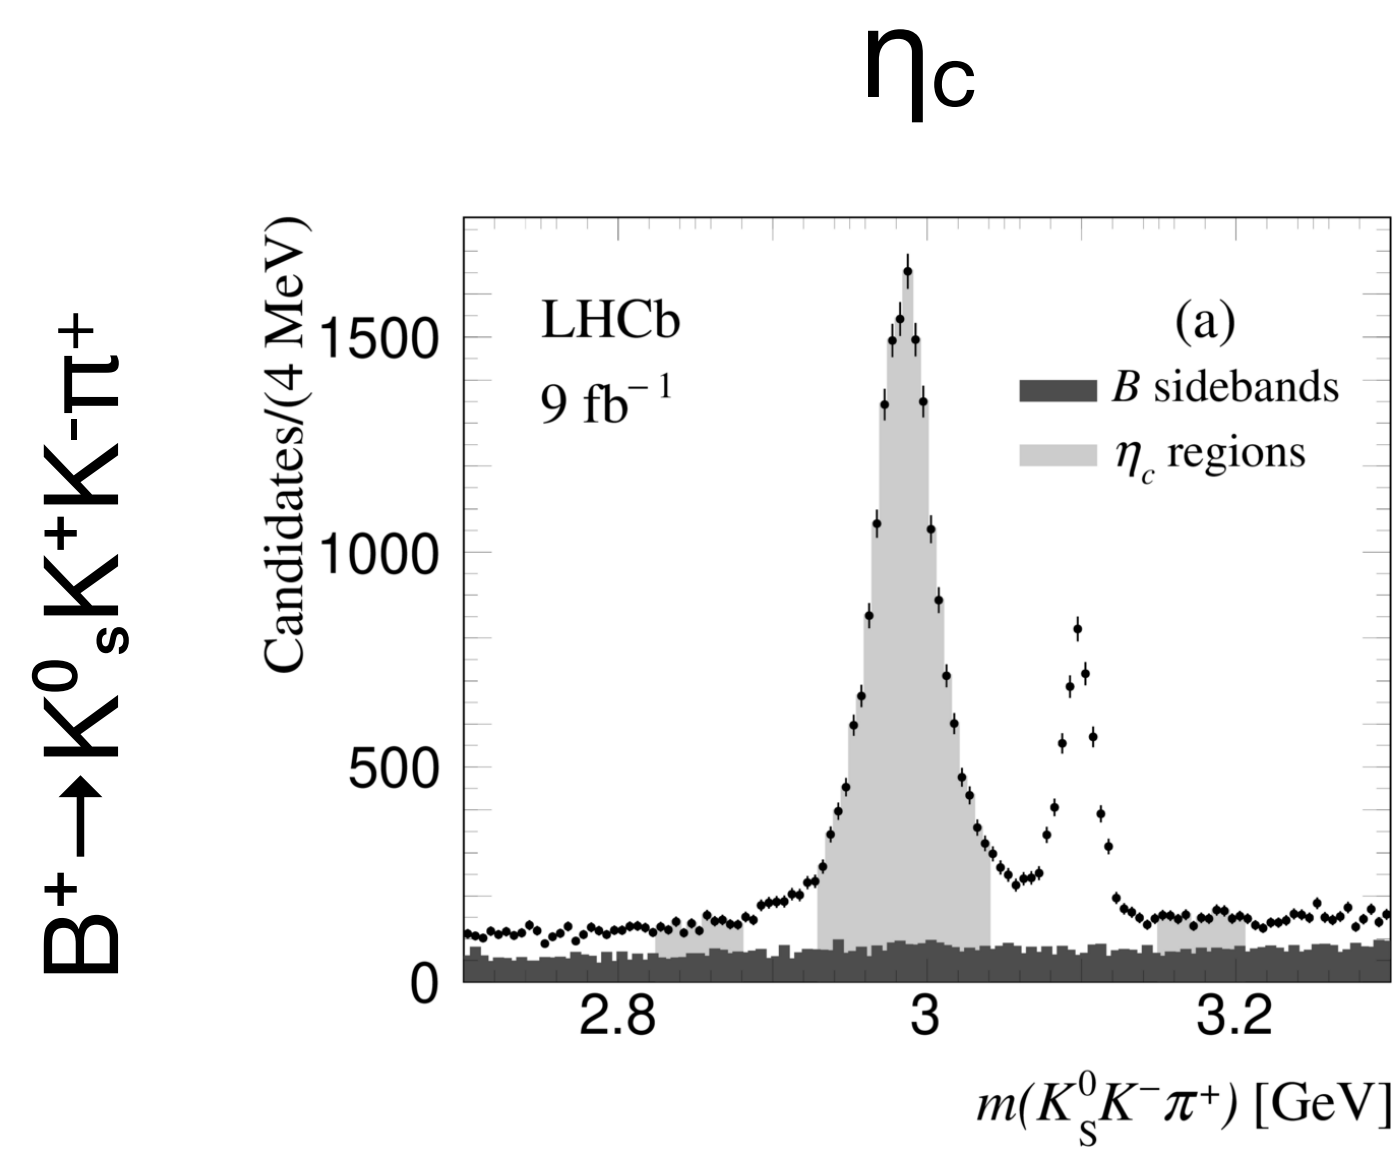 ηc
B⁺→K⁰ₛK⁺K⁻π⁺
Candidates/(4 MeV)
LHCb
9 fb⁻¹
(a)
B sidebands
ηc regions
1500
1000
500
0
2.8 3 3.2
m(K⁰SK⁻π⁺) [GeV]